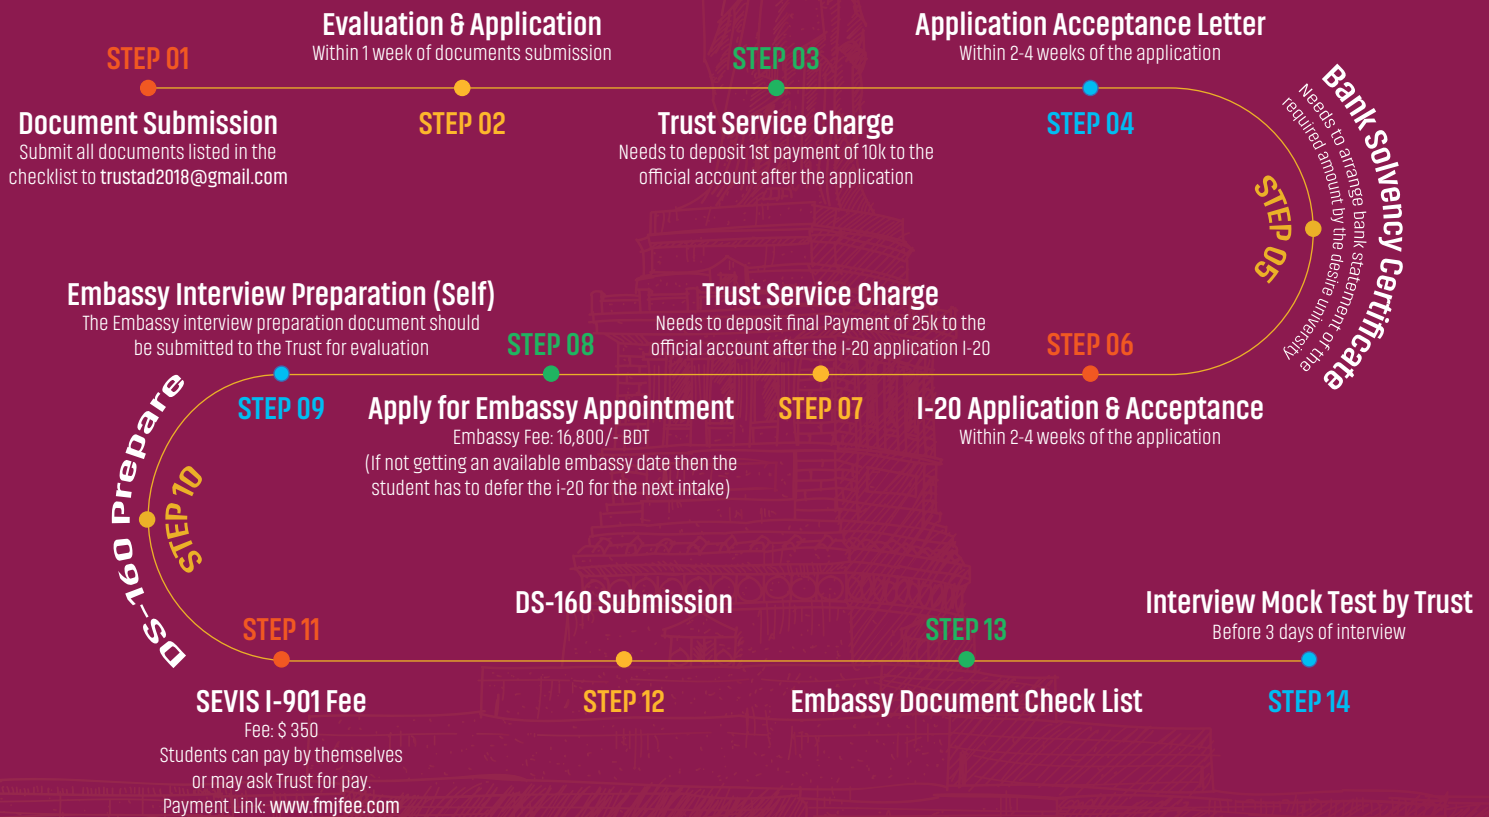 STEP 01
Document Submission
Submit all documents listed in the
checklist to trustad2018@gmail.com
Evaluation & Application
Within 1 week of documents submission
STEP 02
STEP 03
Trust Service Charge
Needs to deposit 1st payment of 10k to the
official account after the application
Application Acceptance Letter
Within 2-4 weeks of the application
STEP 04
Bank Solvency Certificate
Needs to arrange bank statement of the
required amount by the desire university
STEP 05
STEP 06
I-20 Application & Acceptance
Within 2-4 weeks of the application
Trust Service Charge
Needs to deposit final Payment of 25k to the
official account after the I-20 application I-20
STEP 07
STEP 08
Apply for Embassy Appointment
Embassy Fee: 16,800/- BDT
(If not getting an available embassy date then the
student has to defer the i-20 for the next intake)
Embassy Interview Preparation (Self)
The Embassy interview preparation document should
be submitted to the Trust for evaluation
STEP 09
DS-160 Prepare
STEP 10
STEP 11
SEVIS I-901 Fee
Fee: $ 350
Students can pay by themselves
or may ask Trust for pay.
Payment Link: www.fmjfee.com
DS-160 Submission
STEP 12
STEP 13
Embassy Document Check List
Interview Mock Test by Trust
Before 3 days of interview
STEP 14